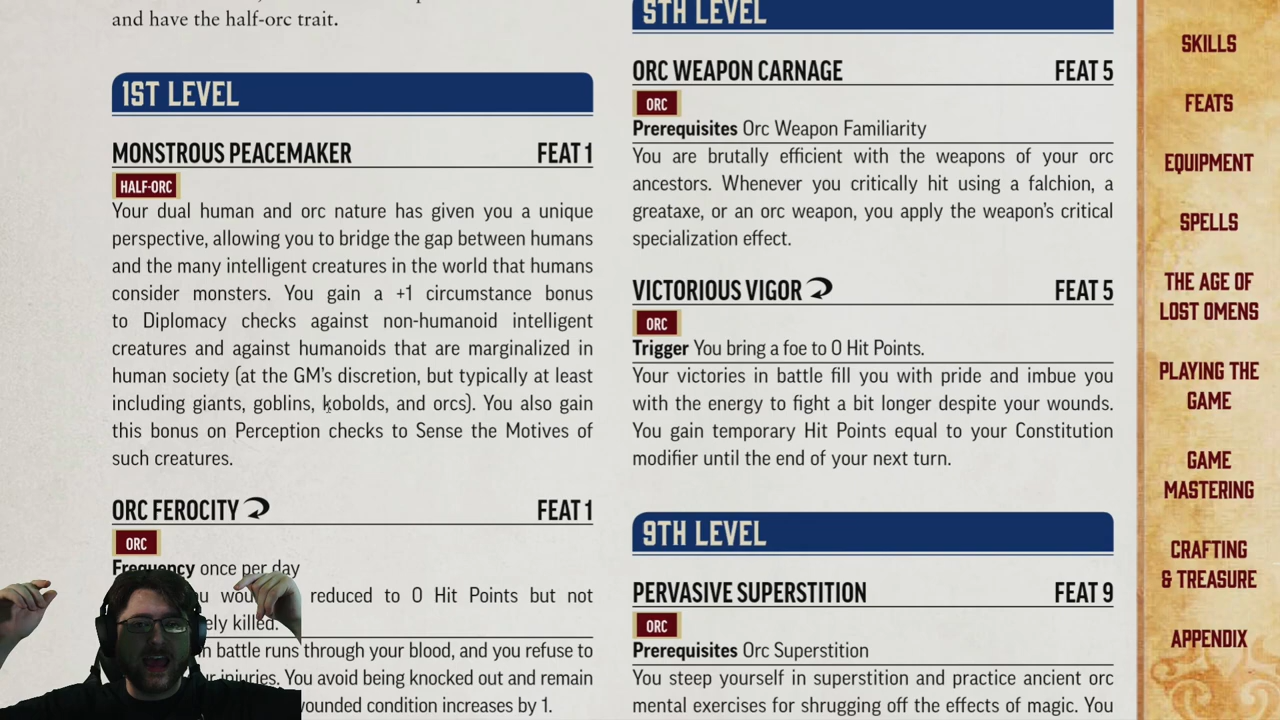 and have the half-orc trait.
1ST LEVEL
MONSTROUS PEACEMAKER FEAT 1
HALF-ORC
Your dual human and orc nature has given you a unique
perspective, allowing you to bridge the gap between humans
and the many intelligent creatures in the world that humans
consider monsters. You gain a +1 circumstance bonus
to Diplomacy checks against non-humanoid intelligent
creatures and against humanoids that are marginalized in
human society (at the GM's discretion, but typically at least
including giants, goblins, kobolds, and orcs). You also gain
this bonus on Perception checks to Sense the Motives of
such creatures.
ORC FEROCITY FEAT 1
ORC
Frequency once per day
reduced to 0 Hit Points but not
killed.
battle runs through your blood, and you refuse to
injuries. You avoid being knocked out and remain
condition increases by 1.
5TH LEVEL
ORC WEAPON CARNAGE FEAT 5
ORC
Prerequisites Orc Weapon Familiarity
You are brutally efficient with the weapons of your orc
ancestors. Whenever you critically hit using a falchion, a
greataxe, or an orc weapon, you apply the weapon's critical
specialization effect.
VICTORIOUS VIGOR FEAT 5
ORC
Trigger You bring a foe to 0 Hit Points.
Your victories in battle fill you with pride and imbue you
with the energy to fight a bit longer despite your wounds.
You gain temporary Hit Points equal to your Constitution
modifier until the end of your next turn.
9TH LEVEL
PERVASIVE SUPERSTITION FEAT 9
ORC
Prerequisites Orc Superstition
You steep yourself in superstition and practice ancient orc
mental exercises for shrugging off the effects of magic. You
SKILLS
FEATS
EQUIPMENT
SPELLS
THE AGE OF
LOST OMENS
PLAYING THE
GAME
GAME
MASTERING
CRAFTING
& TREASURE
APPENDIX